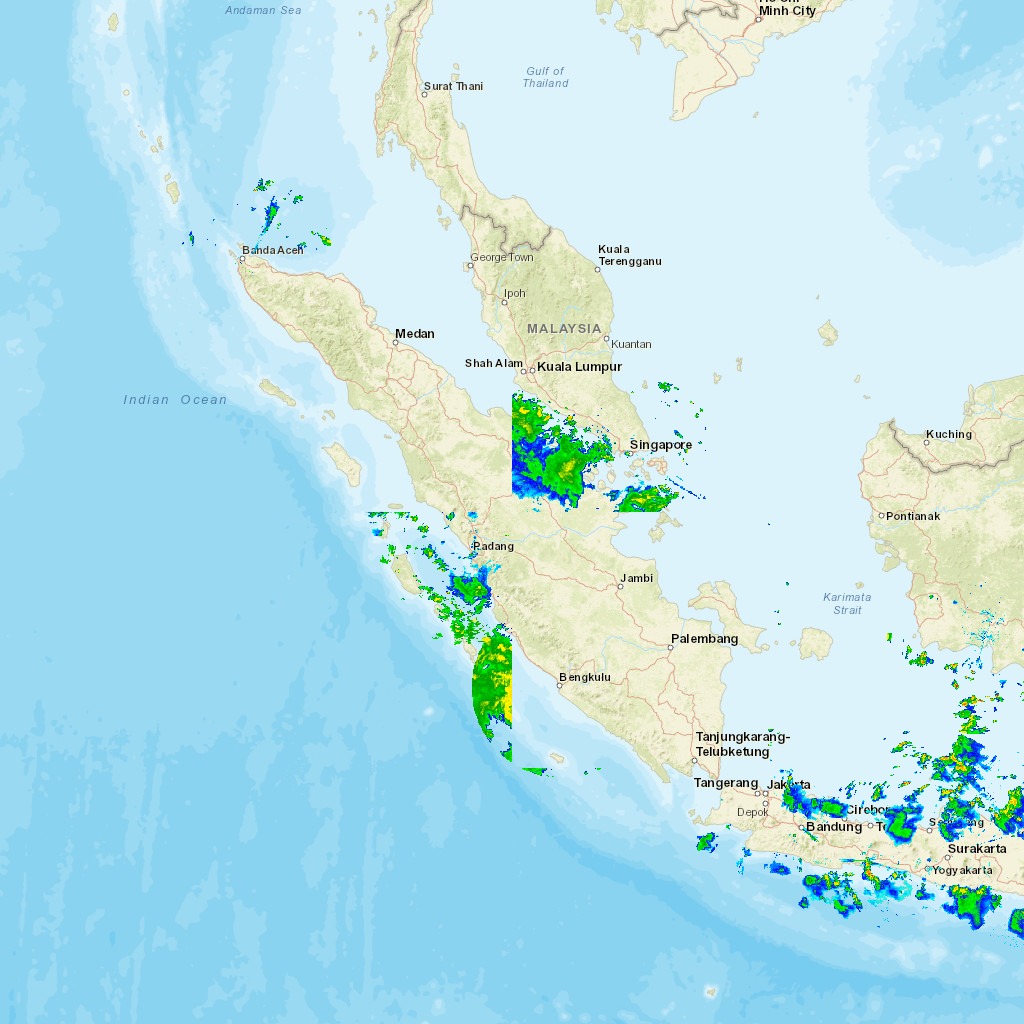 Andaman Sea
Minh City
Gulf of
Thailand
Surat Thani
Banda Aceh
George Town
Kuala
Terengganu
Ipoh
MALAYSIA
Medan
Kuantan
Shah Alam
Kuala Lumpur
Indian Ocean
Kuching
Singapore
Pontianak
Padang
Jambi
Karimata
Strait
Palembang
Bengkulu
Tanjungkarang-
Telubketung
Tangerang
Jakarta
Depok
Cirebon
Bandung
Surakarta
Yogyakarta